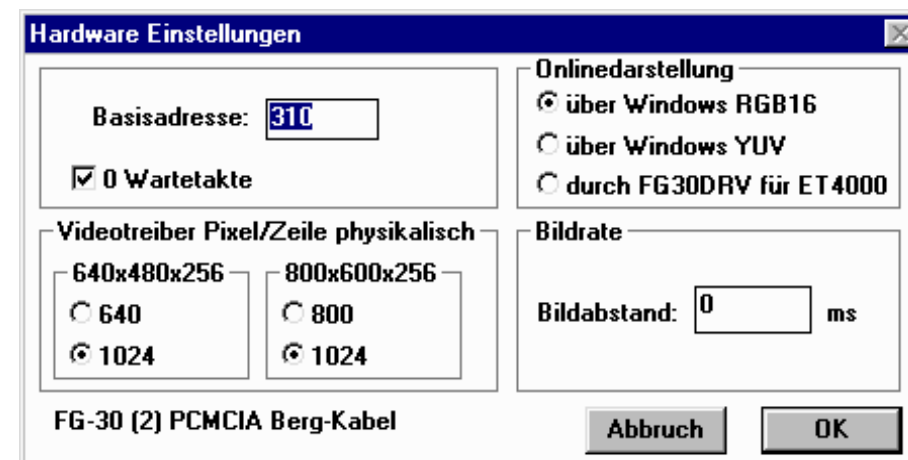 Hardware Einstellungen
Basisadresse: 310
0 Wartetakte
Onlinedarstellung
über Windows RGB16
über Windows YUV
durch FG30DRV für ET4000
Videotreiber Pixel/Zeile physikalisch
640x480x256
640
1024
800x600x256
800
1024
Bildrate
Bildabstand: 0 ms
FG-30 (2) PCMCIA Berg-Kabel
Abbruch
OK